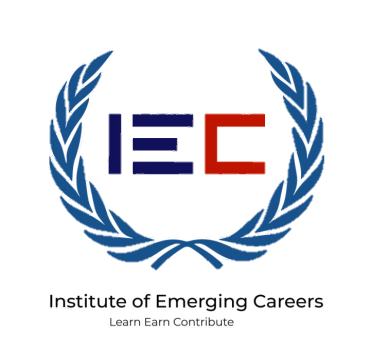 IEC
Institute of Emerging Careers
Learn Earn Contribute